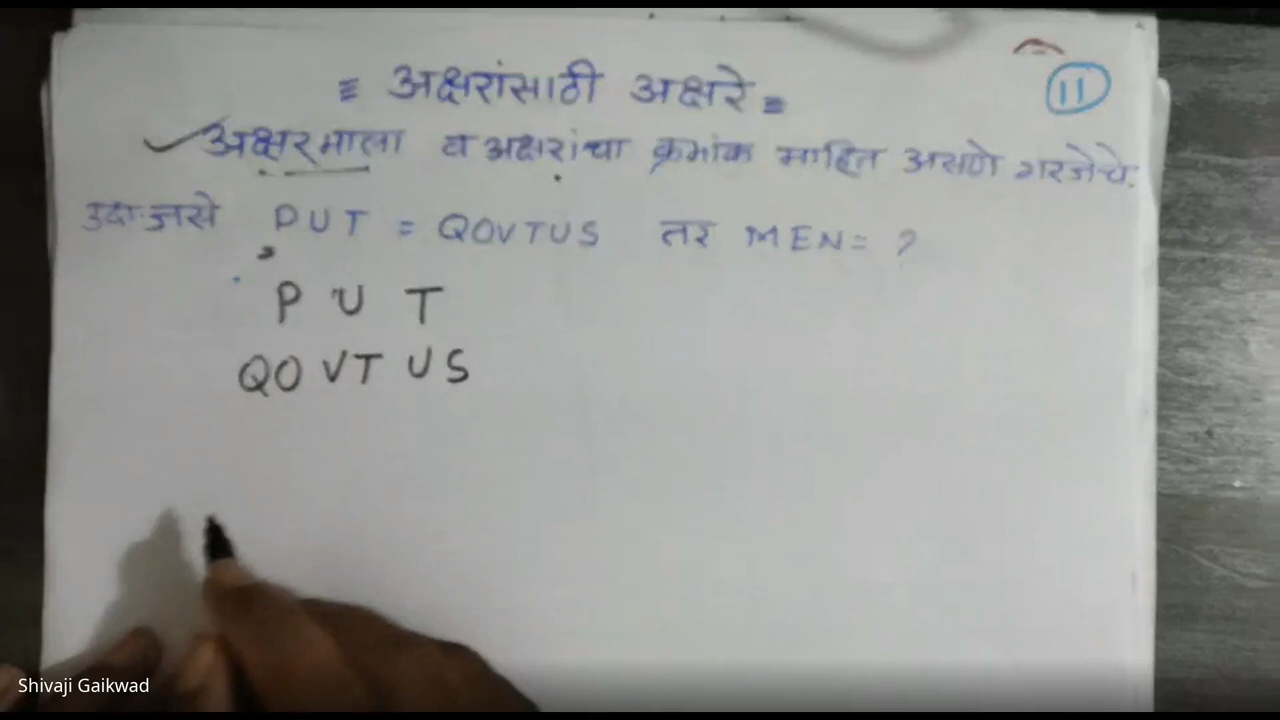 = अक्षरांसाठी अक्षरे =
11
अक्षरमाला व अक्षरांचा क्रमांक माहित असणे गरजेचे.
उदा. जसे PUT = QOVTUS तर MEN = ?
P U T
QO VT US
Shivaji Gaikwad